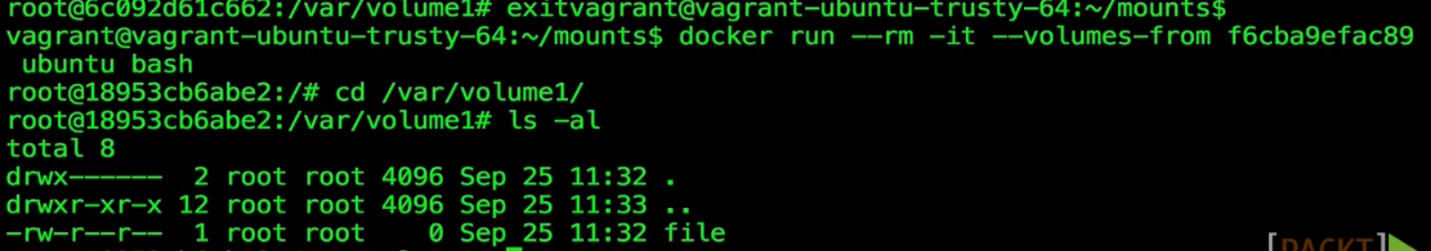 root@6c092d61c662:/var/volume1# exitvagrant@vagrant-ubuntu-trusty-64:~/mounts$
vagrant@vagrant-ubuntu-trusty-64:~/mounts$ docker run --rm -it --volumes-from f6cba9efac89
ubuntu bash
root@18953cb6abe2:/# cd /var/volume1/
root@18953cb6abe2:/var/volume1# ls -al
total 8
drwx------  2 root root 4096 Sep 25 11:32 .
drwxr-xr-x 12 root root 4096 Sep 25 11:33 ..
-rw-r--r--  1 root root    0 Sep 25 11:32 file
[PACKT]